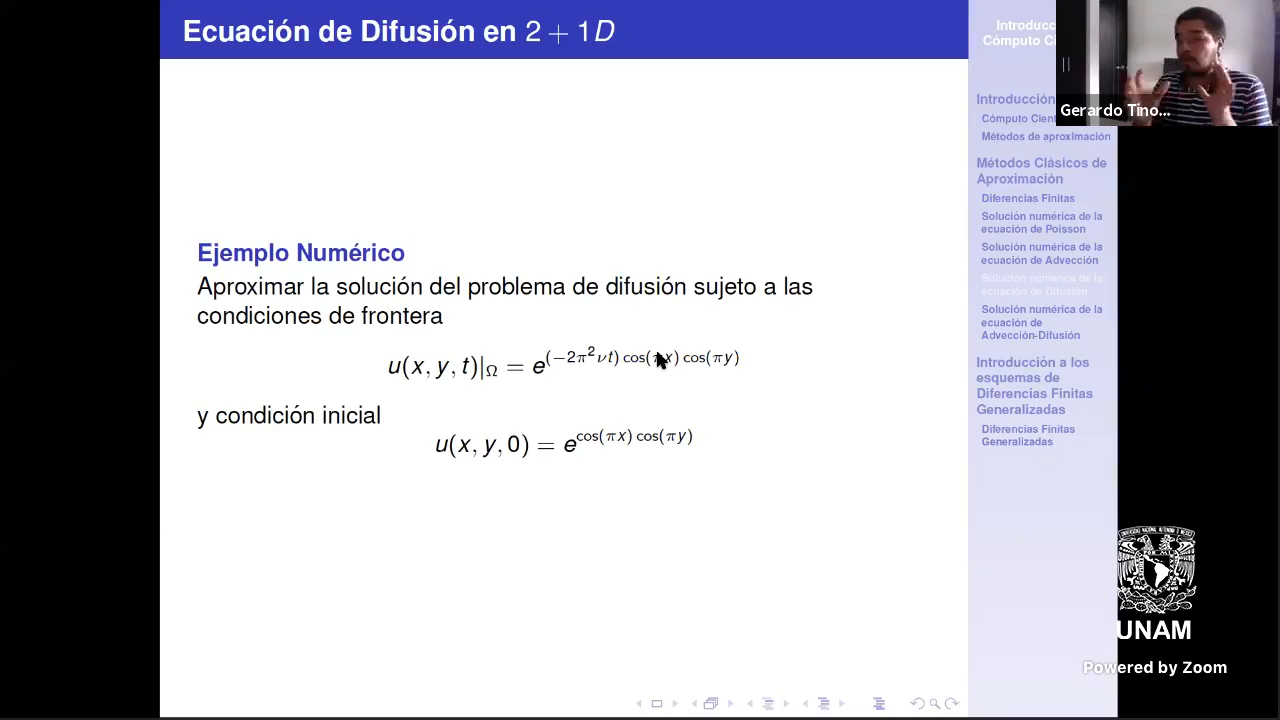 Ecuación de Difusión en 2 + 1D
Ejemplo Numérico
Aproximar la solución del problema de difusión sujeto a las
condiciones de frontera
u(x, y, t)|_Ω = e^{(−2π²νt) cos(πx) cos(πy)}
y condición inicial
u(x, y, 0) = e^{cos(πx) cos(πy)}
Cómputo
Introducción
Métodos de aproximación
Métodos Clásicos de
Aproximación
Diferencias Finitas
Solución numérica de la
ecuación de Poisson
Solución numérica de la
ecuación de Advección
Solución numérica de la
ecuación de Difusión
Solución numérica de la
ecuación de
Advección-Difusión
Introducción a los
esquemas de
Diferencias Finitas
Generalizadas
Diferencias Finitas
Generalizadas
Gerardo Tino...
UNAM
Powered by Zoom